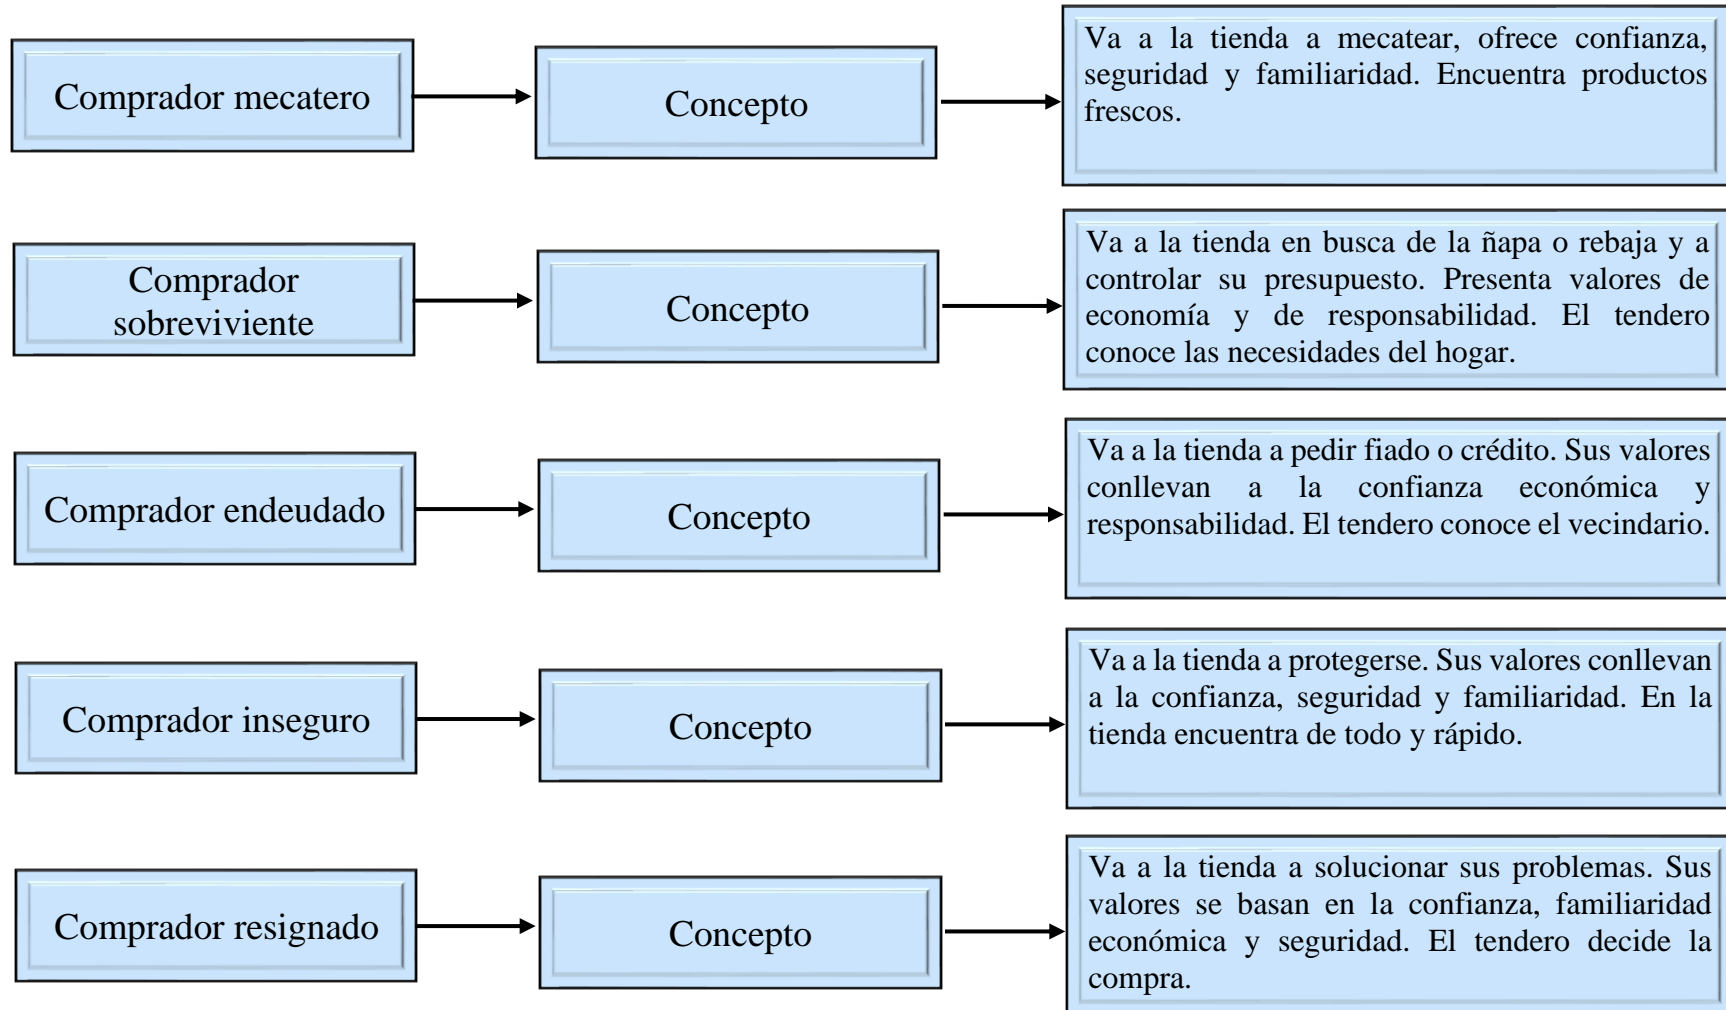 Comprador mecatero
Concepto
Va a la tienda a mecatear, ofrece confianza,
seguridad y familiaridad. Encuentra productos
frescos.
Comprador
sobreviviente
Concepto
Va a la tienda en busca de la ñapa o rebaja y a
controlar su presupuesto. Presenta valores de
economía y de responsabilidad. El tendero
conoce las necesidades del hogar.
Comprador endeudado
Concepto
Va a la tienda a pedir fiado o crédito. Sus valores
conllevan a la confianza económica y
responsabilidad. El tendero conoce el vecindario.
Comprador inseguro
Concepto
Va a la tienda a protegerse. Sus valores conllevan
a la confianza, seguridad y familiaridad. En la
tienda encuentra de todo y rápido.
Comprador resignado
Concepto
Va a la tienda a solucionar sus problemas. Sus
valores se basan en la confianza, familiaridad
económica y seguridad. El tendero decide la
compra.